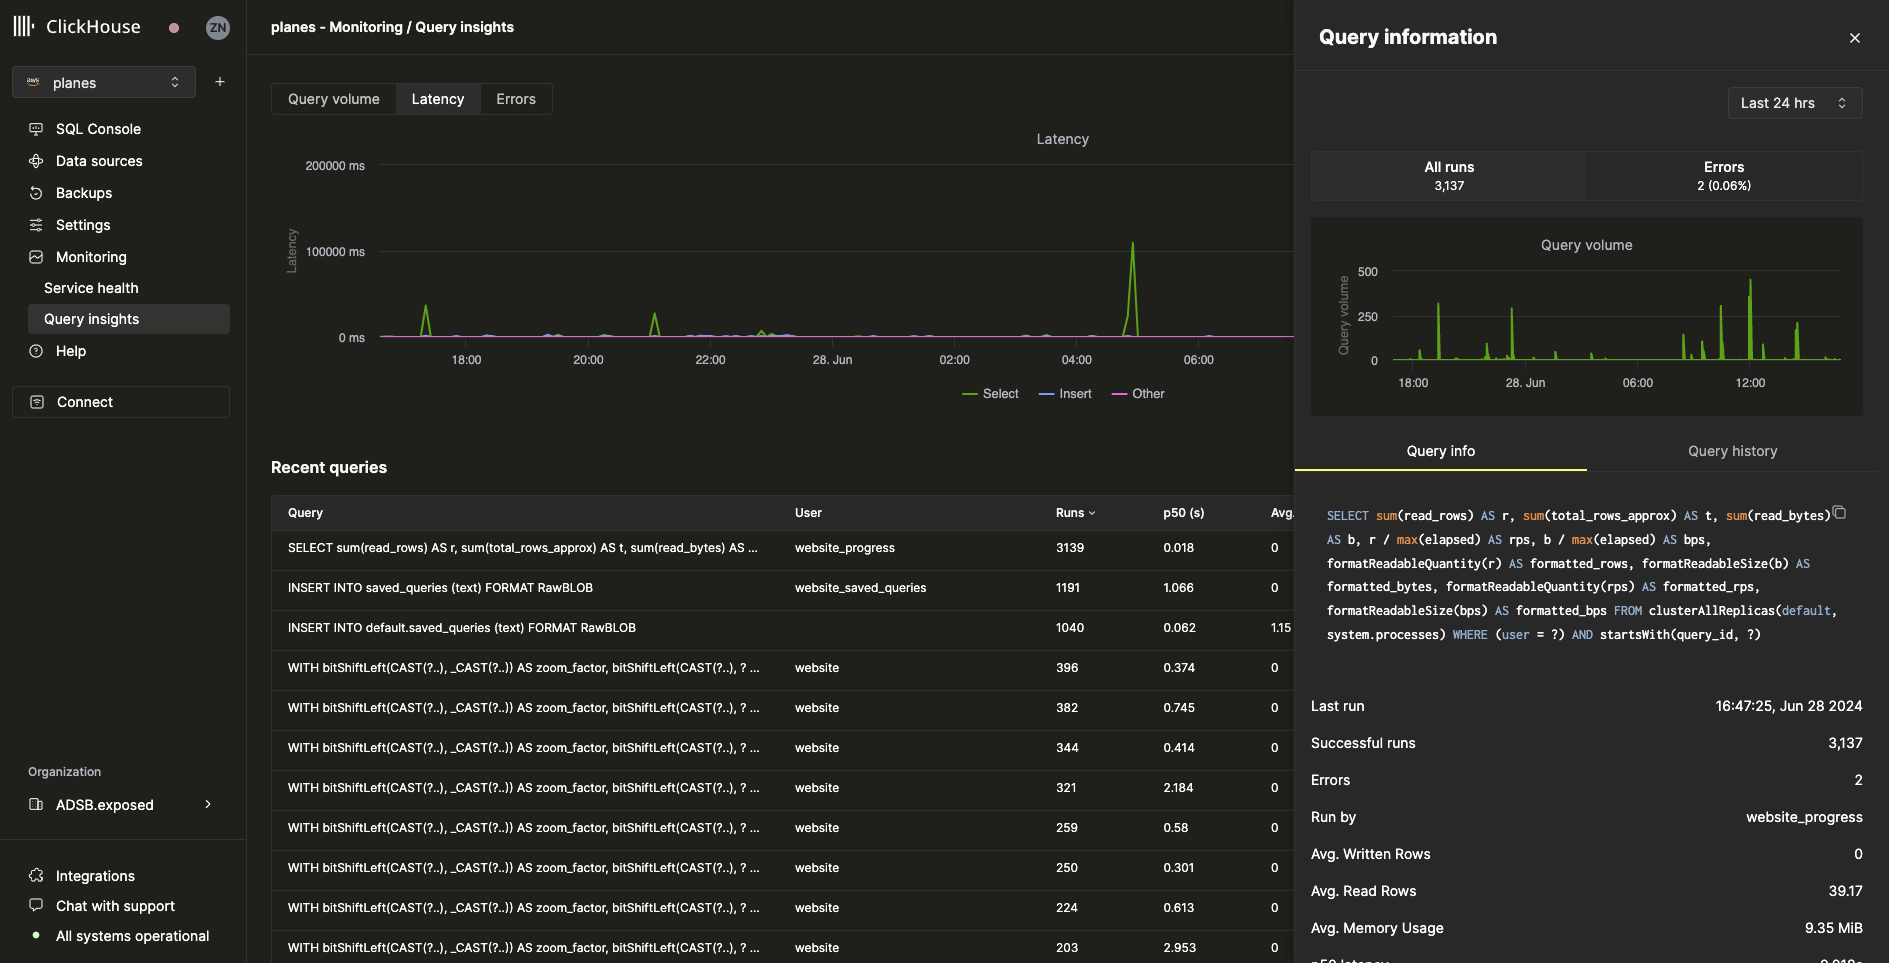 ClickHouse
ZN
aws planes
+
SQL Console
Data sources
Backups
Settings
Monitoring
Service health
Query insights
Help
Connect
Organization
ADSB.exposed
Integrations
Chat with support
All systems operational
planes - Monitoring / Query insights
Query volume Latency Errors
Latency
Latency
200000 ms
100000 ms
0 ms
18:00 20:00 22:00 28. Jun 02:00 04:00 06:00
Select Insert Other
Recent queries
Query User Runs p50 (s) Avg.
SELECT sum(read_rows) AS r, sum(total_rows_approx) AS t, sum(read_bytes) AS ... website_progress 3139 0.018 0
INSERT INTO saved_queries (text) FORMAT RawBLOB website_saved_queries 1191 1.066 0
INSERT INTO default.saved_queries (text) FORMAT RawBLOB 1040 0.062 1.15
WITH bitShiftLeft(CAST(?..), _CAST(?..)) AS zoom_factor, bitShiftLeft(CAST(?..), ? ... website 396 0.374 0
WITH bitShiftLeft(CAST(?..), _CAST(?..)) AS zoom_factor, bitShiftLeft(CAST(?..), ? ... website 382 0.745 0
WITH bitShiftLeft(CAST(?..), _CAST(?..)) AS zoom_factor, bitShiftLeft(CAST(?..), ? ... website 344 0.414 0
WITH bitShiftLeft(CAST(?..), _CAST(?..)) AS zoom_factor, bitShiftLeft(CAST(?..), ? ... website 321 2.184 0
WITH bitShiftLeft(CAST(?..), _CAST(?..)) AS zoom_factor, bitShiftLeft(CAST(?..), ? ... website 259 0.58 0
WITH bitShiftLeft(CAST(?..), _CAST(?..)) AS zoom_factor, bitShiftLeft(CAST(?..), ? ... website 250 0.301 0
WITH bitShiftLeft(CAST(?..), _CAST(?..)) AS zoom_factor, bitShiftLeft(CAST(?..), ? ... website 224 0.613 0
WITH bitShiftLeft(CAST(?..), _CAST(?..)) AS zoom_factor, bitShiftLeft(CAST(?..), ? ... website 203 2.953 0
Query information
Last 24 hrs
All runs
3,137
Errors
2 (0.06%)
Query volume
Query volume
500
250
0
18:00 28. Jun 06:00 12:00
Query info Query history
SELECT sum(read_rows) AS r, sum(total_rows_approx) AS t, sum(read_bytes)
AS b, r / max(elapsed) AS rps, b / max(elapsed) AS bps,
formatReadableQuantity(r) AS formatted_rows, formatReadableSize(b) AS
formatted_bytes, formatReadableQuantity(rps) AS formatted_rps,
formatReadableSize(bps) AS formatted_bps FROM clusterAllReplicas(default,
system.processes) WHERE (user = ?) AND startsWith(query_id, ?)
Last run 16:47:25, Jun 28 2024
Successful runs 3,137
Errors 2
Run by website_progress
Avg. Written Rows 0
Avg. Read Rows 39.17
Avg. Memory Usage 9.35 MiB
p50 latency 0.018s